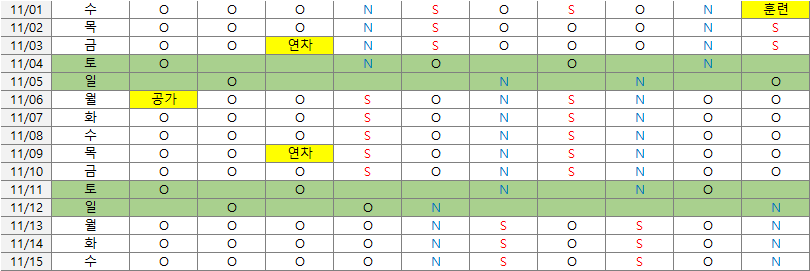 11/01 수 O O O N S O S O N 훈련
11/02 목 O O O N S O O O N S
11/03 금 O O 연차 N S O O O N S
11/04 토 O N O O N
11/05 일 O N N O
11/06 월 공가 O O S O N S N O O
11/07 화 O O O S O N S N O O
11/08 수 O O O S O N S N O O
11/09 목 O O 연차 S O N S N O O
11/10 금 O O O S O N S N O O
11/11 토 O O N N O
11/12 일 O O N N
11/13 월 O O O O N S O S O N
11/14 화 O O O O N S O S O N
11/15 수 O O O O N S O S O N